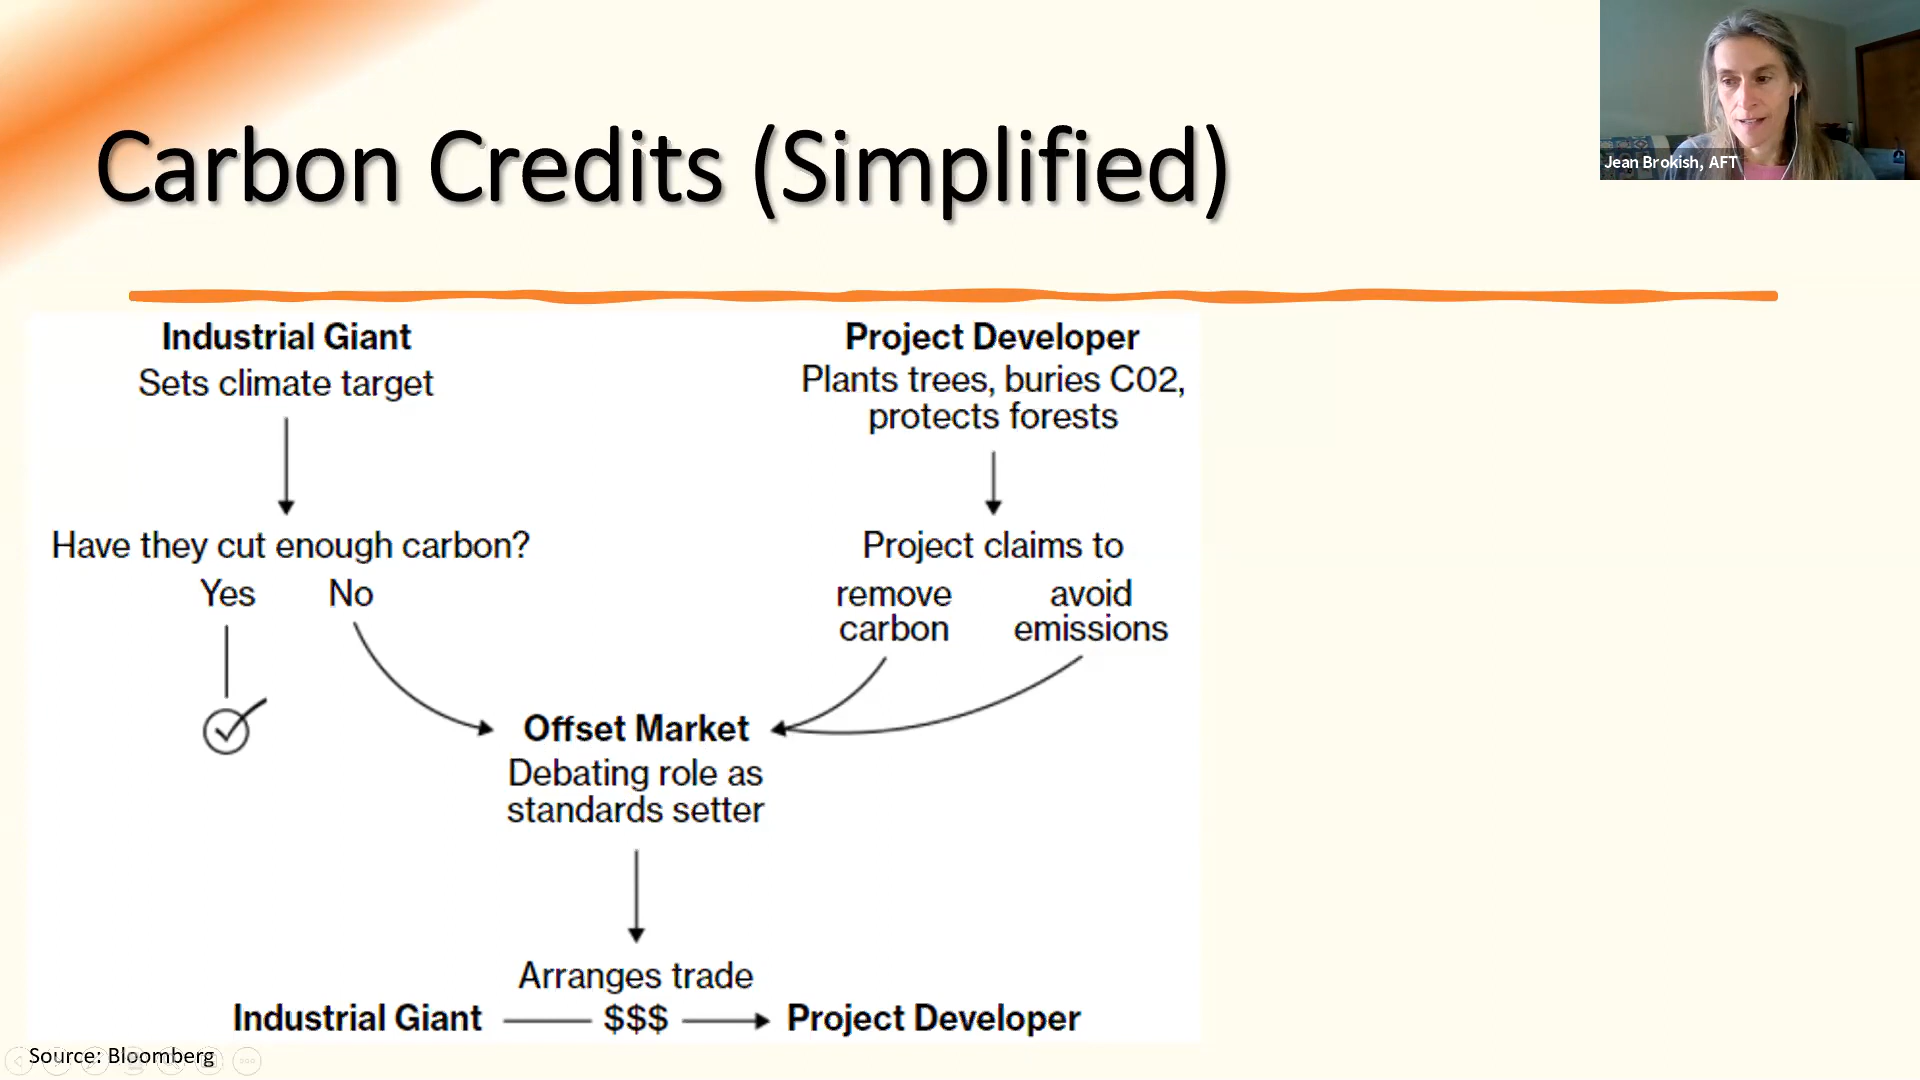 Carbon Credits (Simplified)
Jean Brokish, AFT
Industrial Giant
Sets climate target
Have they cut enough carbon?
Yes No
Project Developer
Plants trees, buries CO2,
protects forests
Project claims to
remove avoid
carbon emissions
Offset Market
Debating role as
standards setter
Arranges trade
Industrial Giant $$$ Project Developer
Source: Bloomberg